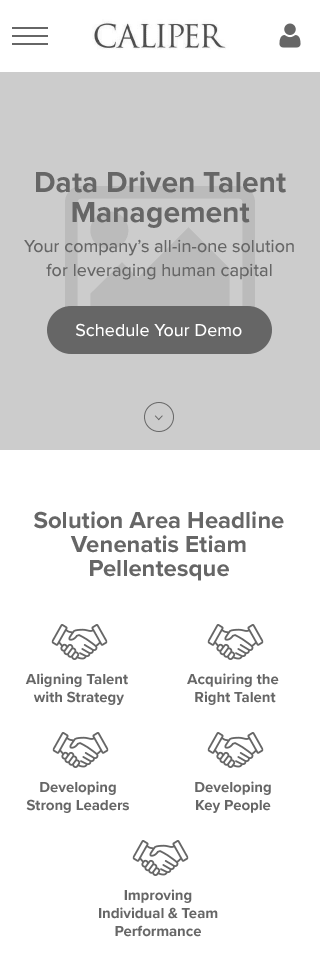 CALIPER
Data Driven Talent
Management
Your company’s all-in-one solution
for leveraging human capital
Schedule Your Demo
Solution Area Headline
Venenatis Etiam
Pellentesque
Aligning Talent
with Strategy
Acquiring the
Right Talent
Developing
Strong Leaders
Developing
Key People
Improving
Individual & Team
Performance